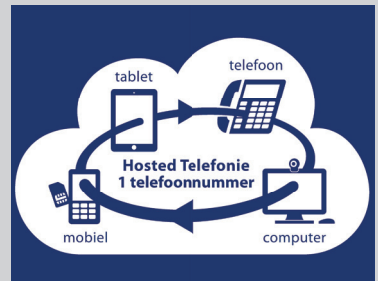 telefoon
tablet
Hosted Telefonie
1 telefoonnummer
mobiel
computer